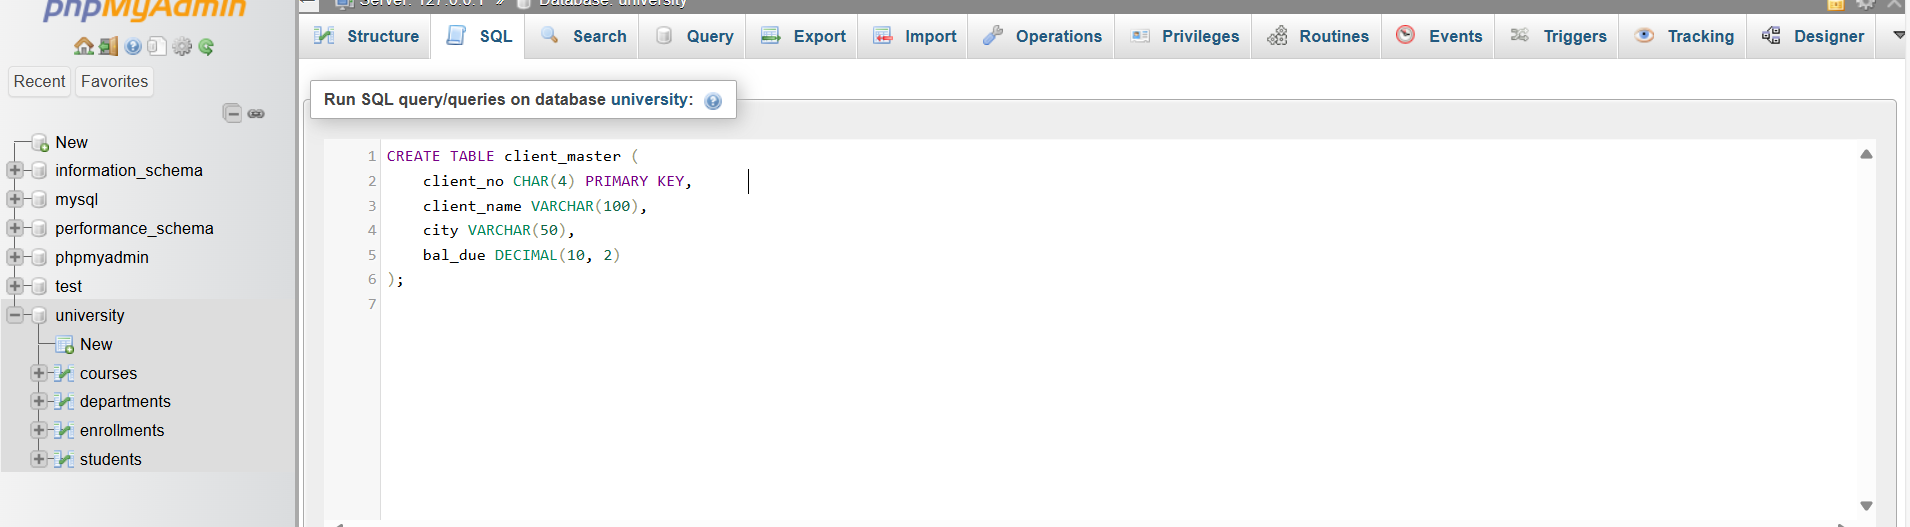 phpMyAdmin
Recent Favorites
New
information_schema
mysql
performance_schema
phpmyadmin
test
university
New
courses
departments
enrollments
students
Server: 127.0.0.1 » Database: university
Structure SQL Search Query Export Import Operations Privileges Routines Events Triggers Tracking Designer
Run SQL query/queries on database university:
1 CREATE TABLE client_master (
2 client_no CHAR(4) PRIMARY KEY,
3 client_name VARCHAR(100),
4 city VARCHAR(50),
5 bal_due DECIMAL(10, 2)
6 );
7